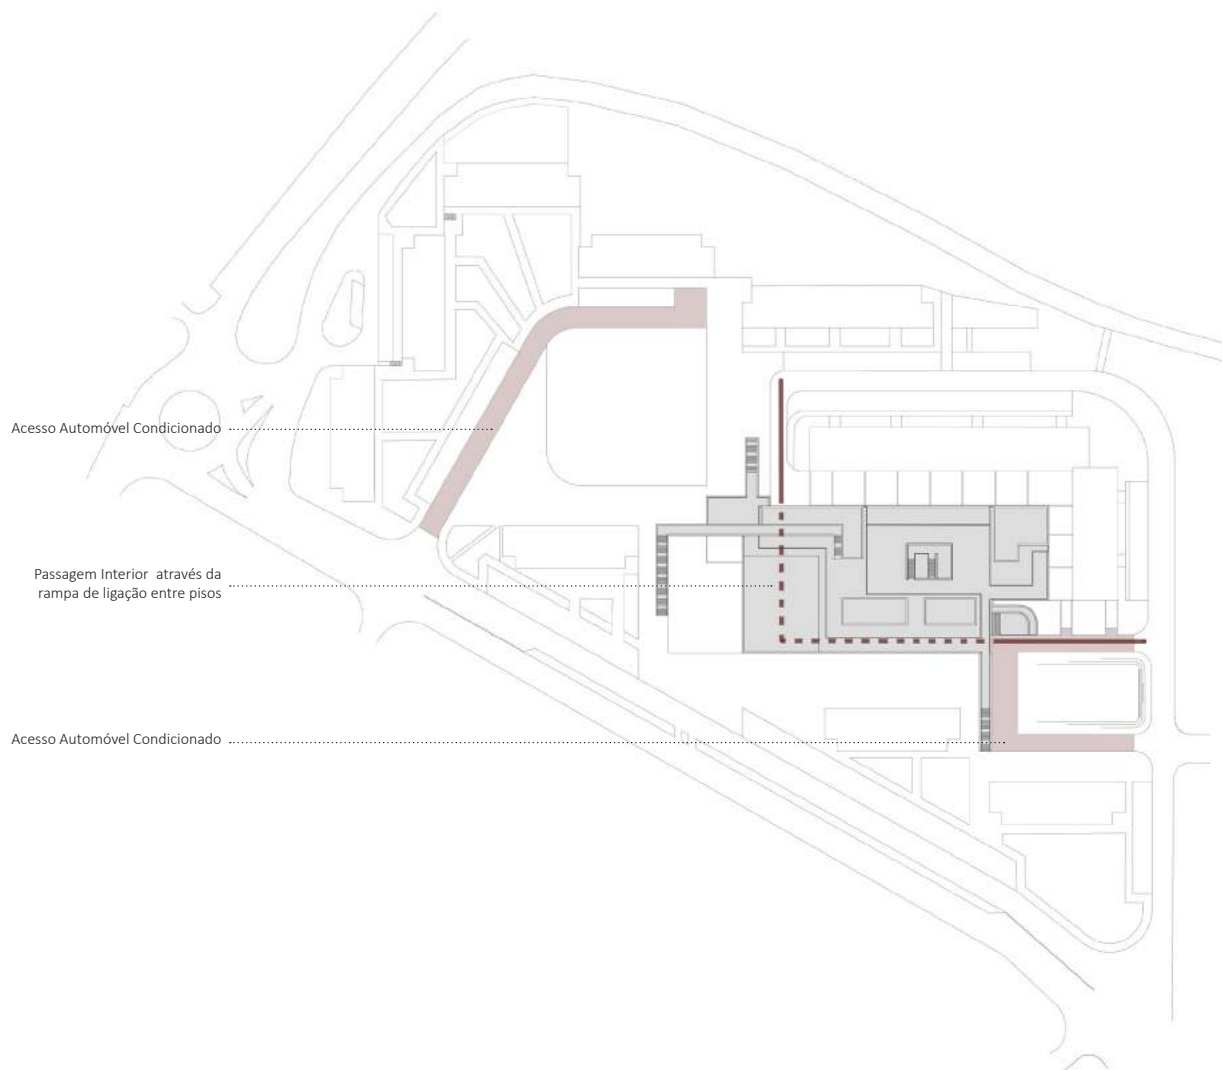 Acesso Automóvel Condicionado
Passagem Interior através da
rampa de ligação entre pisos
Acesso Automóvel Condicionado